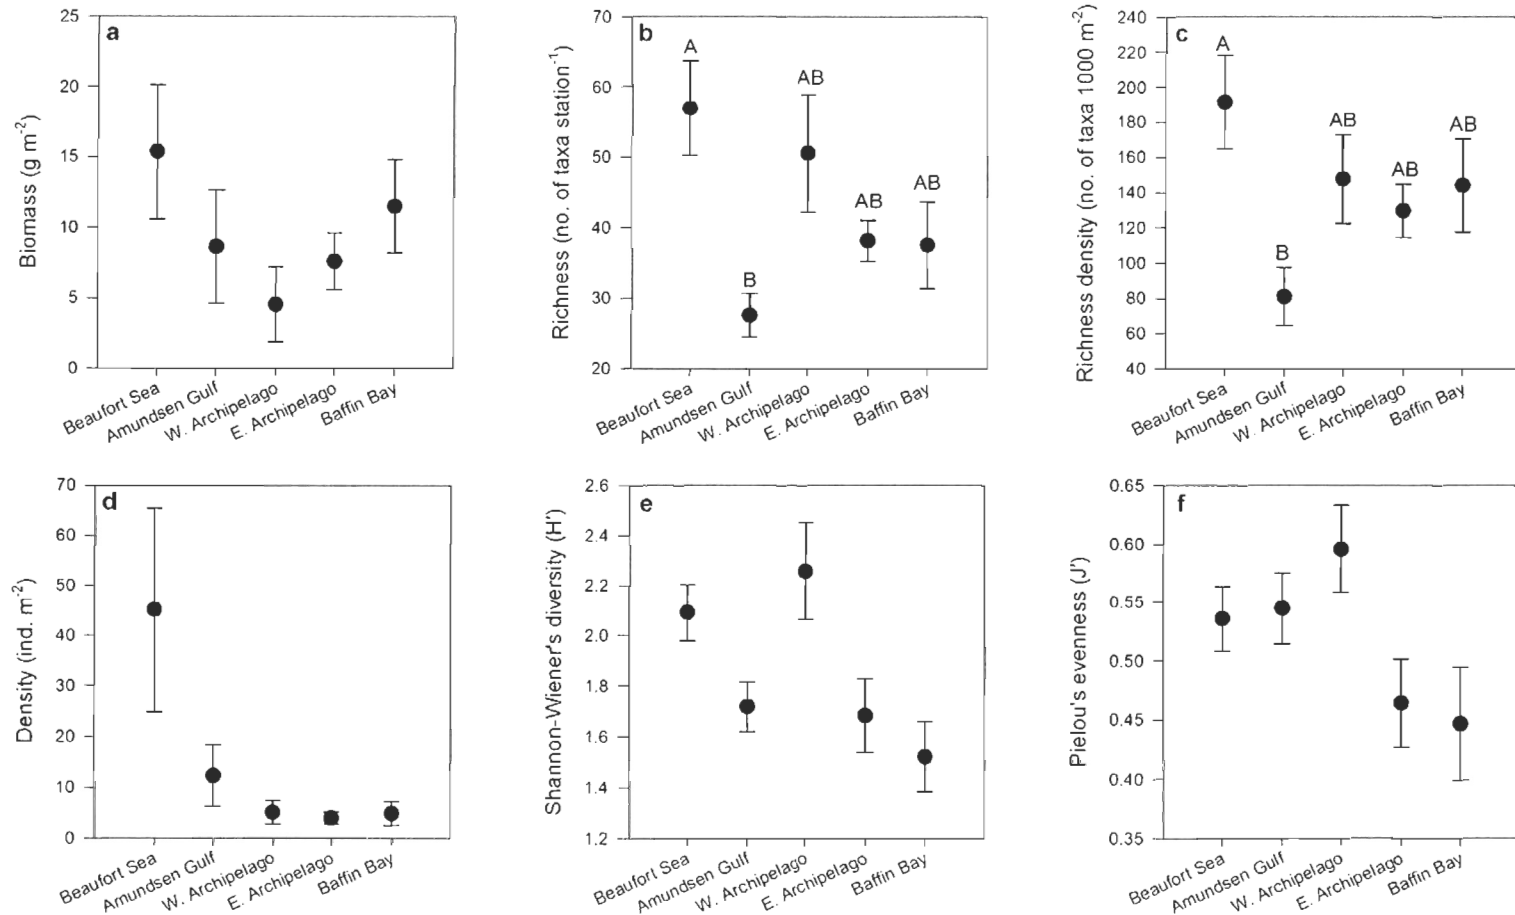 a
Biomass (g m-2)
25
20
15
10
5
0
Beaufort Sea
Amundsen Gulf
W. Archipelago
E. Archipelago
Baffin Bay
b
Richness (no. of taxa station-1)
70
60
50
40
30
20
A
B
AB
AB
AB
Beaufort Sea
Amundsen Gulf
W. Archipelago
E. Archipelago
Baffin Bay
c
Richness density (no. of taxa 1000 m-2)
240
220
200
180
160
140
120
100
80
60
40
A
B
AB
AB
AB
Beaufort Sea
Amundsen Gulf
W. Archipelago
E. Archipelago
Baffin Bay
d
Density (ind. m-2)
70
60
50
40
30
20
10
0
Beaufort Sea
Amundsen Gulf
W. Archipelago
E. Archipelago
Baffin Bay
e
Shannon-Wiener's diversity (H')
2.6
2.4
2.2
2.0
1.8
1.6
1.4
1.2
Beaufort Sea
Amundsen Gulf
W. Archipelago
E. Archipelago
Baffin Bay
f
Pielou's evenness (J')
0.65
0.60
0.55
0.50
0.45
0.40
0.35
Beaufort Sea
Amundsen Gulf
W. Archipelago
E. Archipelago
Baffin Bay